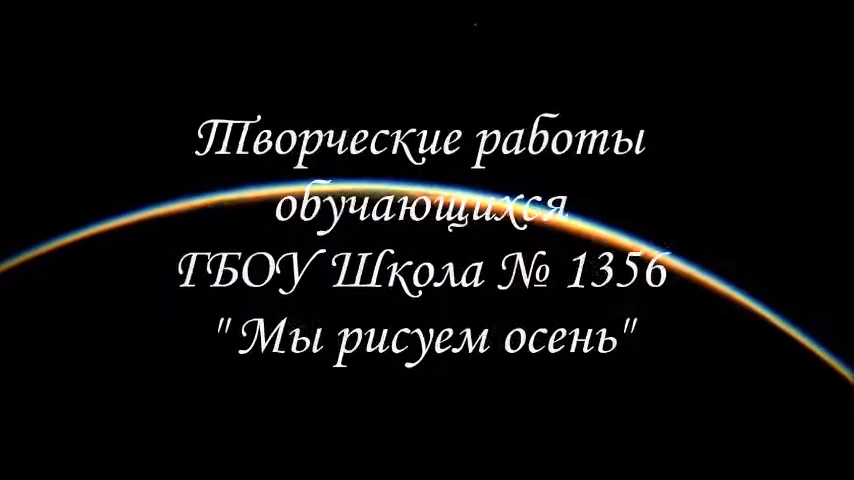 Творческие работы
обучающихся
ГБОУ Школа № 1356
"Мы рисуем осень"